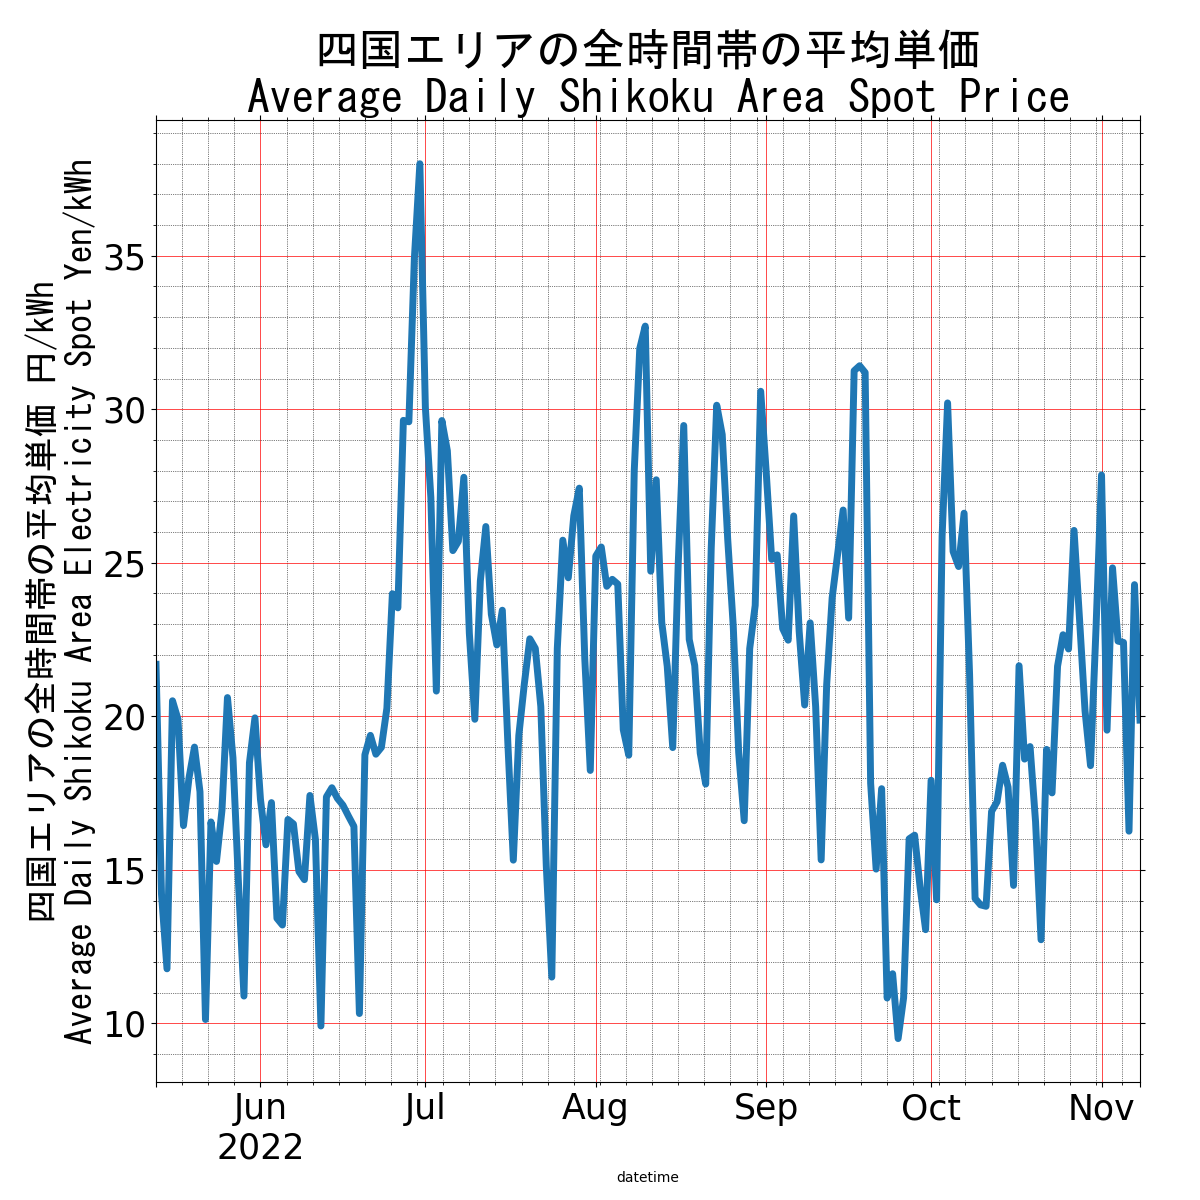 四国エリアの全時間帯の平均単価
Average Daily Shikoku Area Spot Price
四国エリアの全時間帯の平均単価 円/kWh
Average Daily Shikoku Area Electricity Spot Yen/kWh
35
30
25
20
15
10
Jun
2022
Jul
Aug
Sep
Oct
Nov
datetime